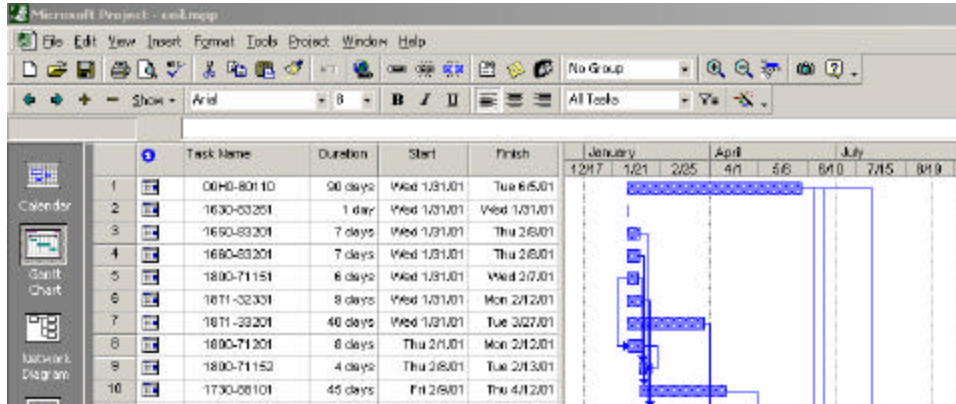 Microsoft Project - coil.mpp
File Edit View Insert Format Tools Project Window Help
No Group
Show Arial 8 B I U All Tasks
Task Name Duration Start Finish January April July
12/17 1/21 2/25 4/1 5/6 6/10 7/15 8/19
1 00H0-80110 90 days Wed 1/31/01 Tue 6/5/01
2 1630-83261 1 day Wed 1/31/01 Wed 1/31/01
3 1660-83201 7 days Wed 1/31/01 Thu 2/8/01
4 1660-83201 7 days Wed 1/31/01 Thu 2/8/01
5 1800-71151 6 days Wed 1/31/01 Wed 2/7/01
6 1871-32331 9 days Wed 1/31/01 Mon 2/12/01
7 1871-33201 40 days Wed 1/31/01 Tue 3/27/01
8 1800-71201 8 days Thu 2/1/01 Mon 2/12/01
9 1800-71152 4 days Thu 2/8/01 Tue 2/13/01
10 1730-88101 45 days Fri 2/9/01 Thu 4/12/01
Calendar
Gantt
Chart
Network
Diagram